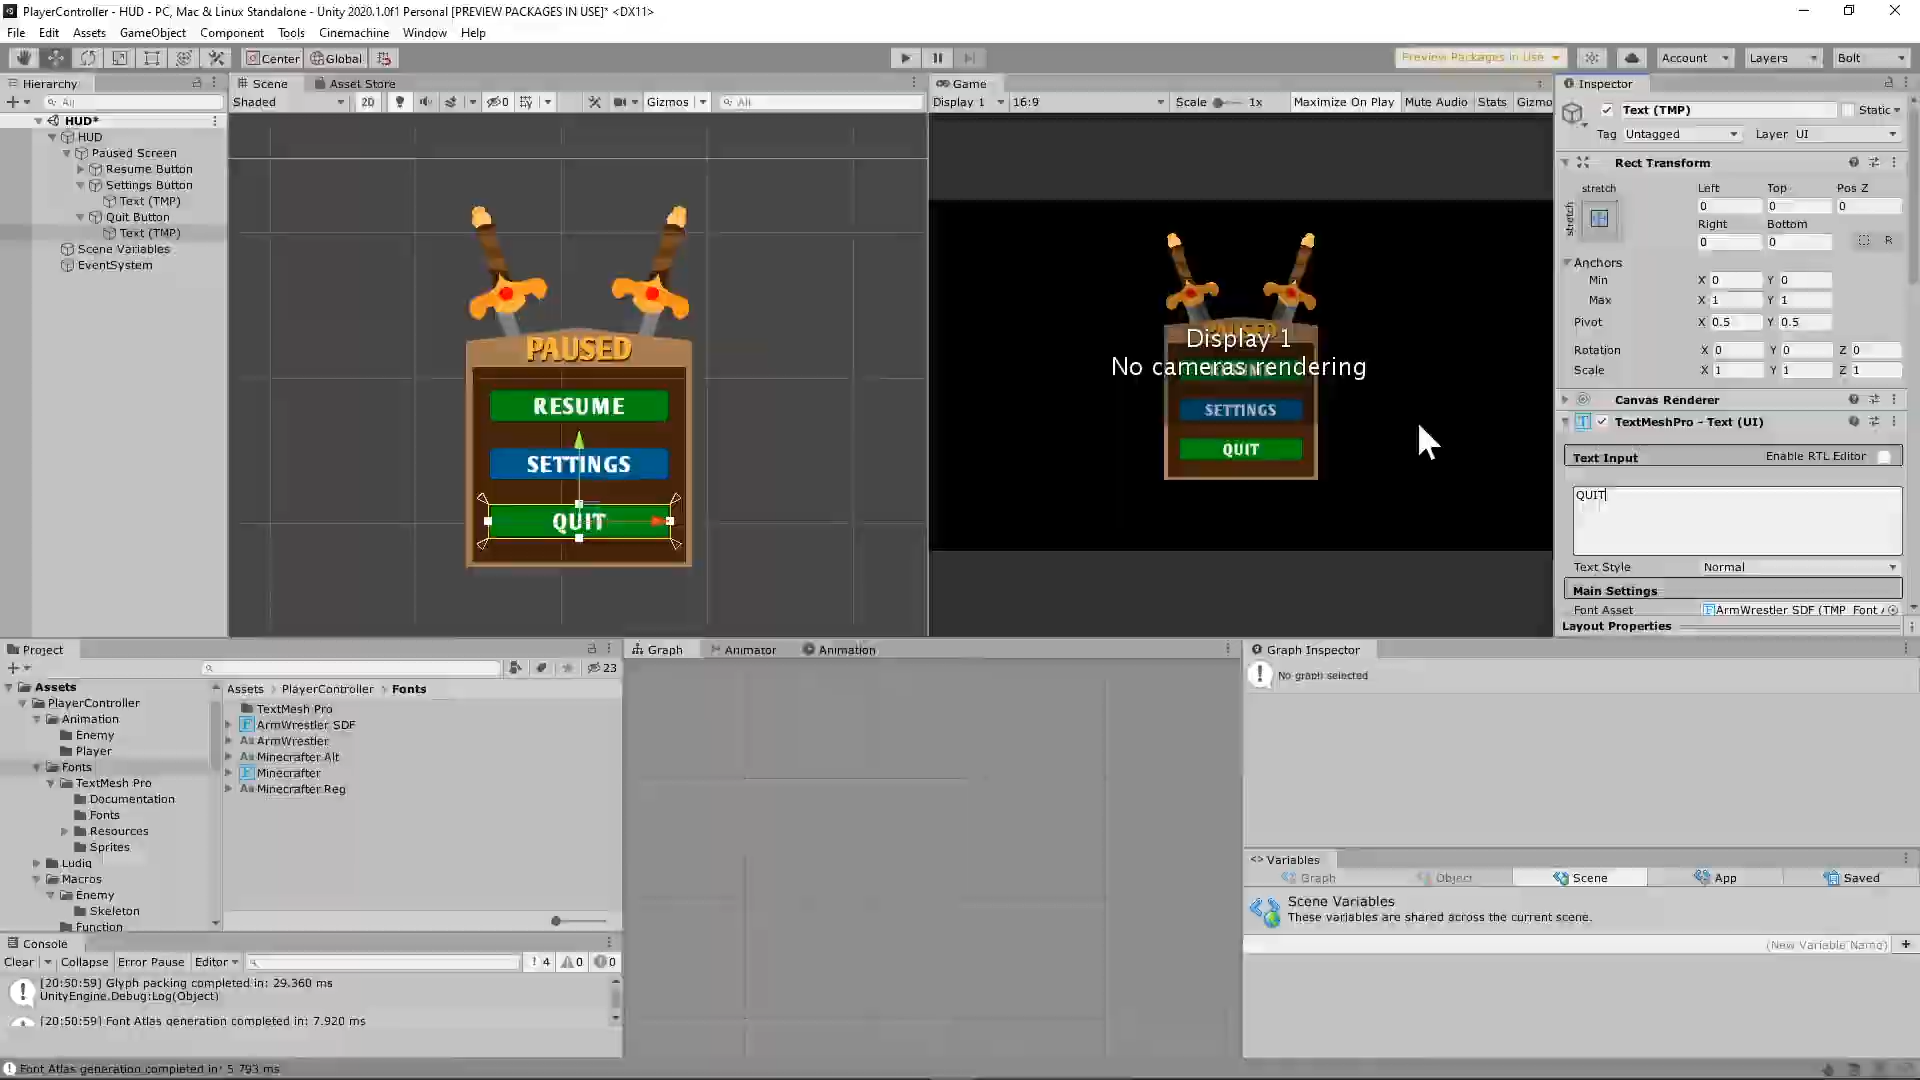 PlayerController - HUD - PC, Mac & Linux Standalone - Unity 2020.1.0f1 Personal [PREVIEW PACKAGES IN USE]* <DX11>
File Edit Assets GameObject Tools Component Cinemachine Window Help
Center Global Preview Packages in Use Account Layers Bolt
Hierarchy
All
HUD*
HUD
Paused Screen
Resume Button
Settings Button
Text (TMP)
Quit Button
Text (TMP)
Scene Variables
EventSystem
Scene Asset Store
Shaded 2D 0 Gizmos All
PAUSED
RESUME
SETTINGS
QUIT
Game
Display 1 16:9 Scale 1x Maximize On Play Mute Audio Stats Gizmo
Display 1
No cameras rendering
SETTINGS
QUIT
Inspector
Text (TMP) Static
Tag Untagged Layer UI
Rect Transform
stretch Left Top Pos Z
stretch 0 0 0
Right Bottom
0 0 R
Anchors
Min X 0 Y 0
Max X 1 Y 1
Pivot X 0.5 Y 0.5
Rotation X 0 Y 0 Z 0
Scale X 1 Y 1 Z 1
Canvas Renderer
TextMeshPro - Text (UI)
Text Input Enable RTL Editor
QUIT
Text Style Normal
Main Settings
Font Asset ArmWrestler SDF (TMP_Font
Layout Properties
Project
23
Assets
PlayerController
Animation
Enemy
Player
Fonts
TextMesh Pro
Documentation
Fonts
Resources
Sprites
Ludiq
Macros
Enemy
Skeleton
Function
Assets > PlayerController > Fonts
TextMesh Pro
ArmWrestler SDF
ArmWrestler
Minecrafter Alt
Minecrafter
Minecrafter Reg
Console
Clear Collapse Error Pause Editor 4 0 0
[20:50:59] Glyph packing completed in: 29.360 ms
UnityEngine.Debug:Log(Object)
[20:50:59] Font Atlas generation completed in: 7.920 ms
Font Atlas generation completed in: 5.793 ms
Graph Animator Animation
Graph Inspector
No graph selected
Variables
Graph Object Scene App Saved
Scene Variables
These variables are shared across the current scene.
(New Variable Name)